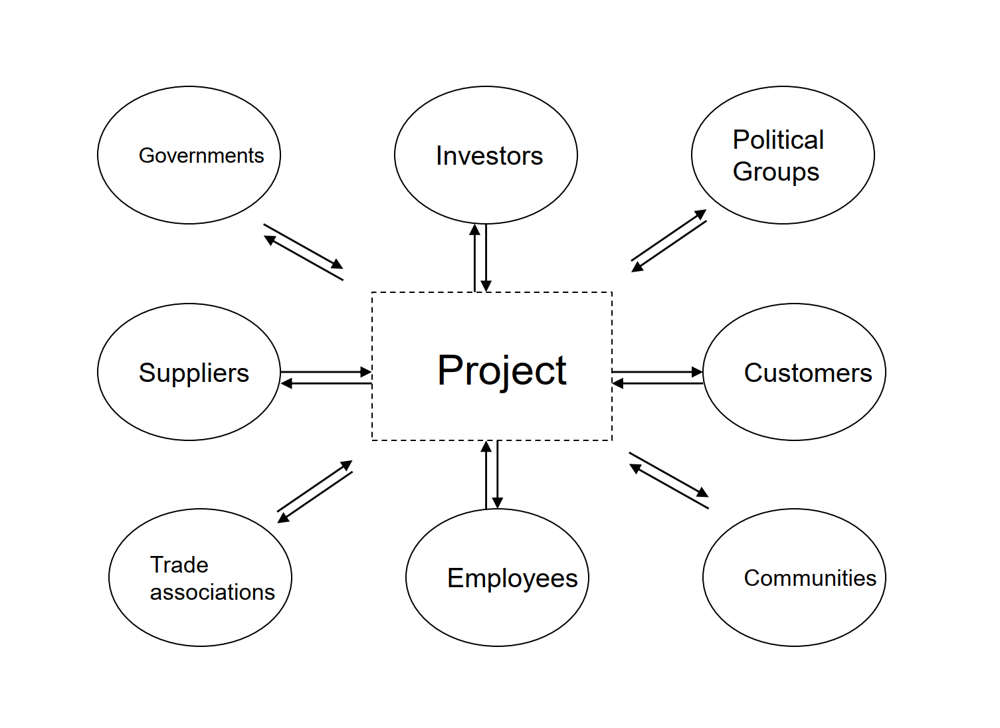 Governments
Investors
Political
Groups
Suppliers
Project
Customers
Trade
associations
Employees
Communities